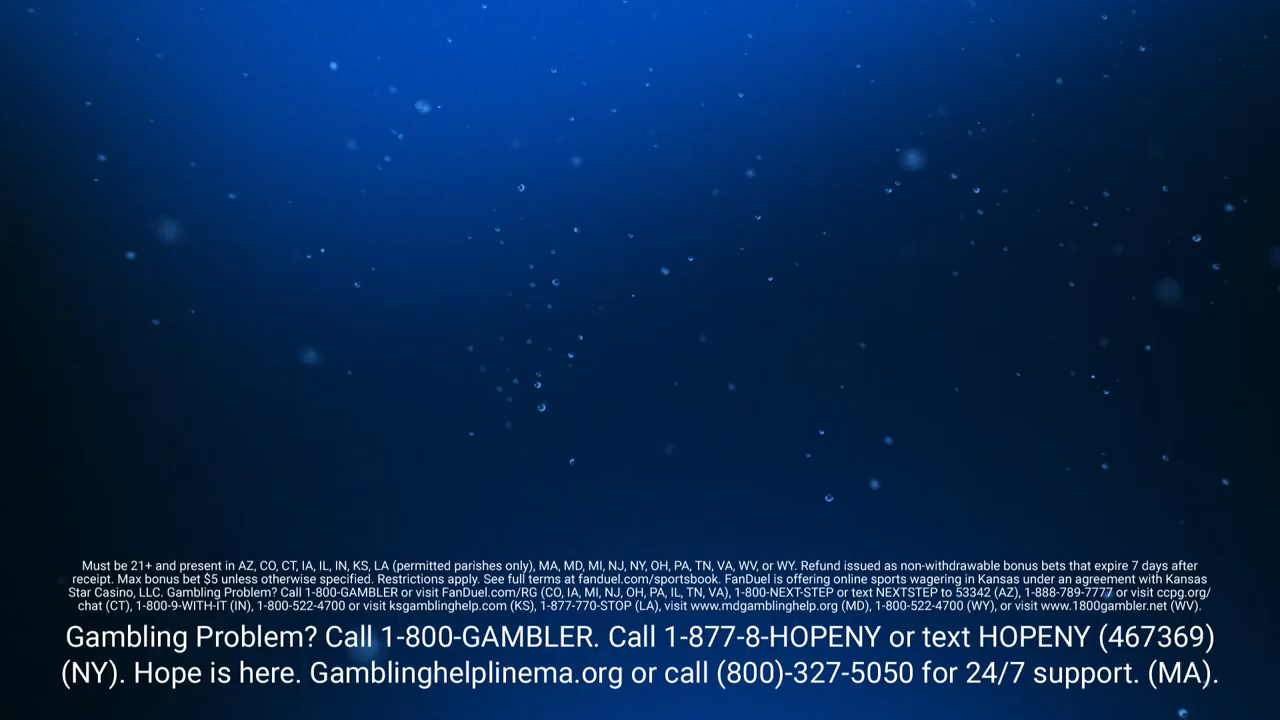 Must be 21+ and present in AZ, CO, CT, IA, IL, IN, KS, LA (permitted parishes only), MA, MD, MI, NJ, NY, OH, PA, TN, VA, WV, or WY. Refund issued as non-withdrawable bonus bets that expire 7 days after
receipt. Max bonus bet $5 unless otherwise specified. Restrictions apply. See full terms at fanduel.com/sportsbook. FanDuel is offering online sports wagering in Kansas under an agreement with Kansas
Star Casino, LLC. Gambling Problem? Call 1-800-GAMBLER or visit FanDuel.com/RG (CO, IA, MI, NJ, OH, PA, IL, TN, VA), 1-800-NEXT-STEP or text NEXTSTEP to 53342 (AZ), 1-888-789-7777 or visit ccpg.org/
chat (CT), 1-800-9-WITH-IT (IN), 1-800-522-4700 or visit ksgamblinghelp.com (KS), 1-877-770-STOP (LA), visit www.mdgamblinghelp.org (MD), 1-800-522-4700 (WY), or visit www.1800gambler.net (WV).
Gambling Problem? Call 1-800-GAMBLER. Call 1-877-8-HOPENY or text HOPENY (467369)
(NY). Hope is here. Gamblinghelplinema.org or call (800)-327-5050 for 24/7 support. (MA).